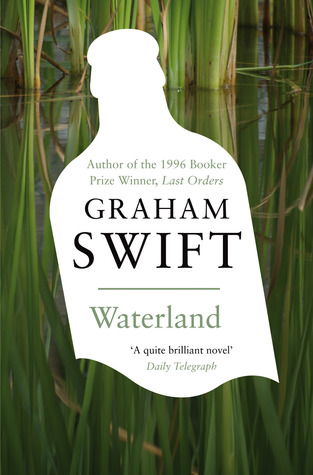 Author of the 1996 Booker
Prize Winner, Last Orders
GRAHAM
SWIFT
Waterland
‘A quite brilliant novel’
Daily Telegraph